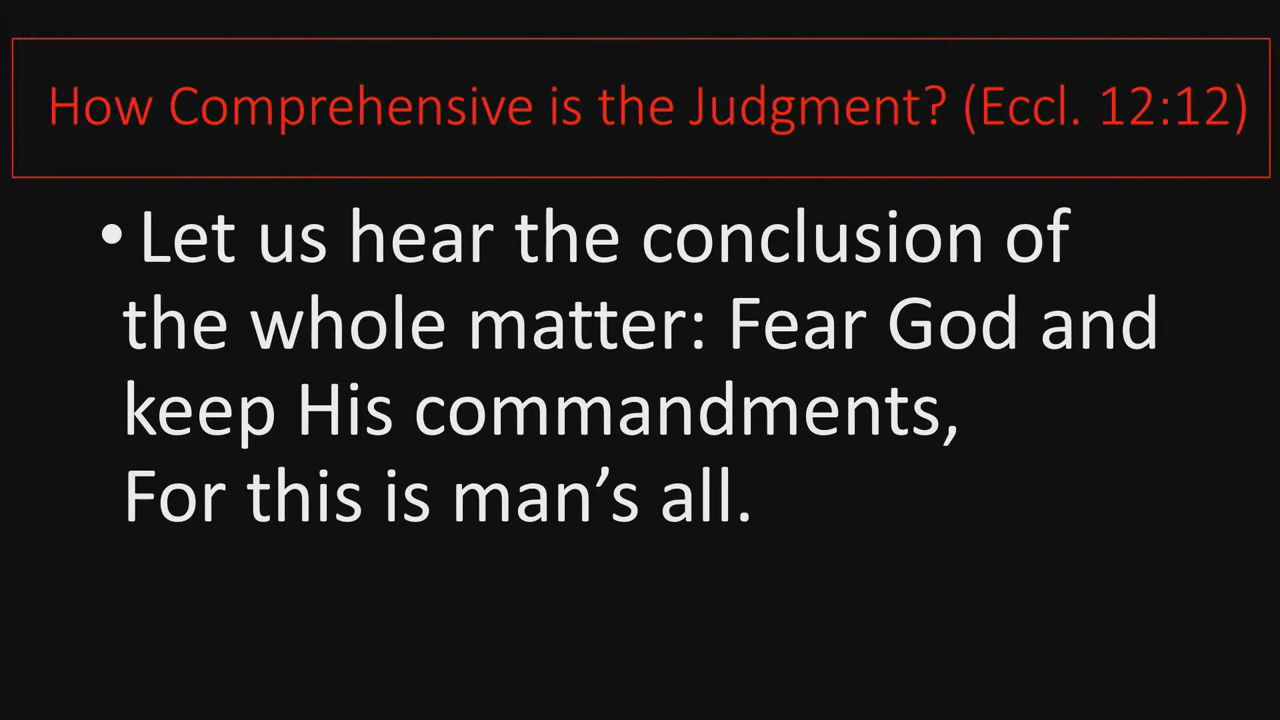 How Comprehensive is the Judgment? (Eccl. 12:12)
• Let us hear the conclusion of
the whole matter: Fear God and
keep His commandments,
For this is man’s all.